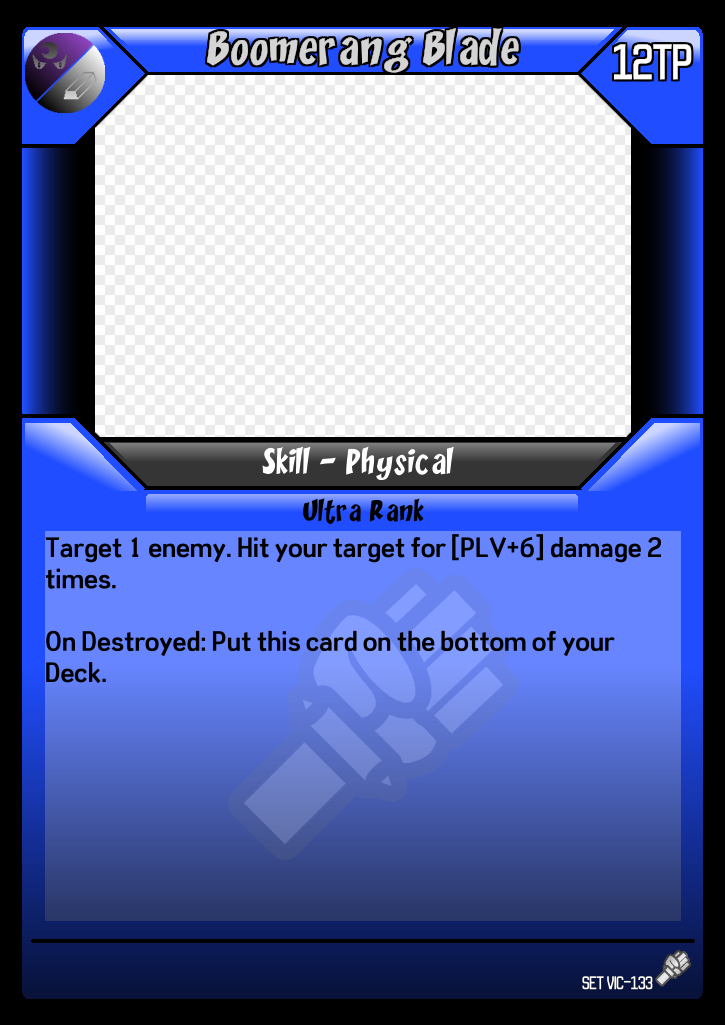 Boomerang Blade
12TP
Skill - Physical
Ultra Rank
Target 1 enemy. Hit your target for [PLV+6] damage 2
times.
On Destroyed: Put this card on the bottom of your
Deck.
SET VIC-133